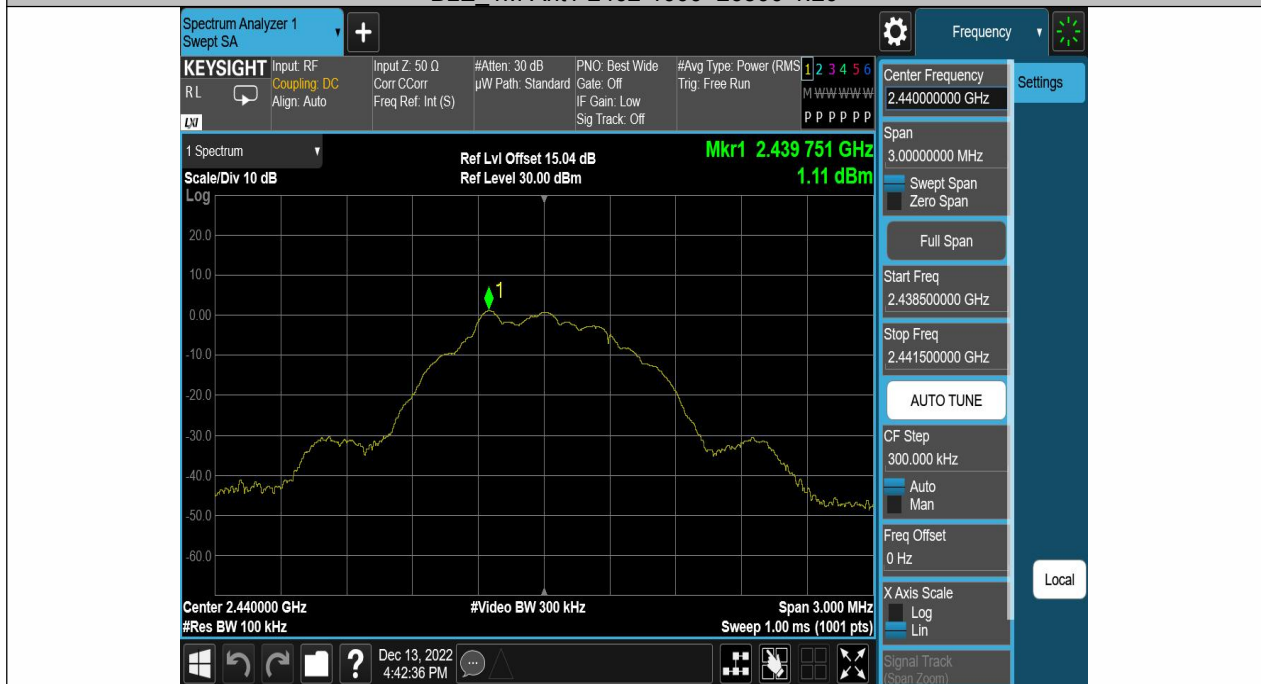 Spectrum Analyzer 1
Swept SA
+
Frequency
KEYSIGHT
RL
LXI
Input: RF
Coupling: DC
Align: Auto
Input Z: 50 Ω
Corr CCorr
Freq Ref: Int (S)
#Atten: 30 dB
µW Path: Standard
PNO: Best Wide
Gate: Off
IF Gain: Low
Sig Track: Off
#Avg Type: Power (RMS
Trig: Free Run
1 2 3 4 5 6
M W W W W W
P P P P P P
1 Spectrum
Scale/Div 10 dB
Log
Ref Lvl Offset 15.04 dB
Ref Level 30.00 dBm
Mkr1 2.439 751 GHz
1.11 dBm
20.0
10.0
0.00
-10.0
-20.0
-30.0
-40.0
-50.0
-60.0
1
Center 2.440000 GHz
#Res BW 100 kHz
#Video BW 300 kHz
Span 3.000 MHz
Sweep 1.00 ms (1001 pts)
Dec 13, 2022
4:42:36 PM
?
Center Frequency
2.440000000 GHz
Settings
Span
3.00000000 MHz
Swept Span
Zero Span
Full Span
Start Freq
2.438500000 GHz
Stop Freq
2.441500000 GHz
AUTO TUNE
CF Step
300.000 kHz
Auto
Man
Freq Offset
0 Hz
Local
X Axis Scale
Log
Lin
Signal Track
(Span Zoom)